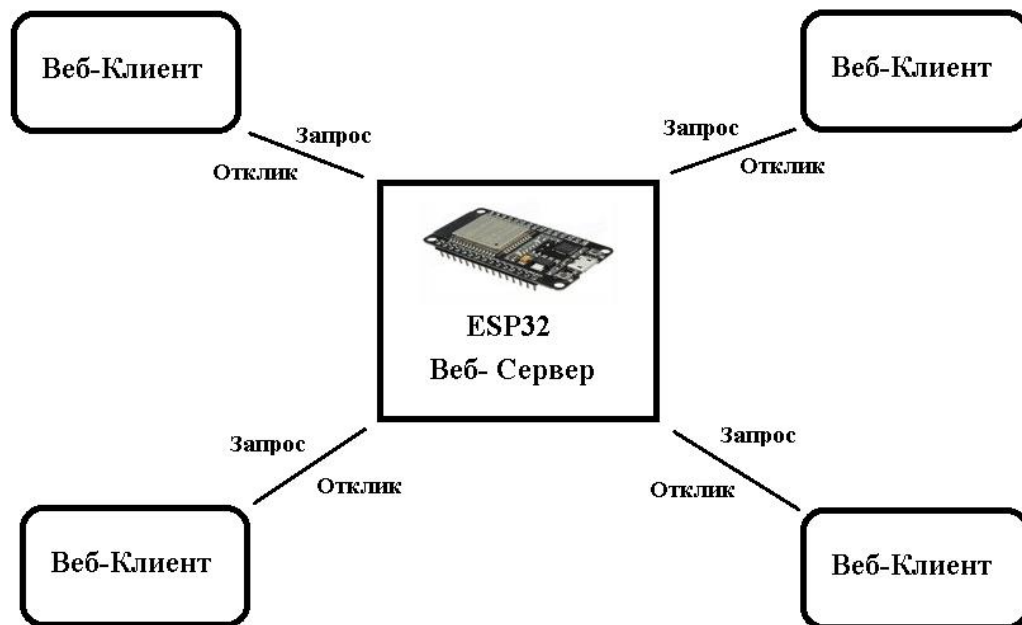 Веб-Клиент
Веб-Клиент
Запрос
Отклик
Запрос
Отклик
ESP32
Веб- Сервер
Запрос
Отклик
Запрос
Отклик
Веб-Клиент
Веб-Клиент